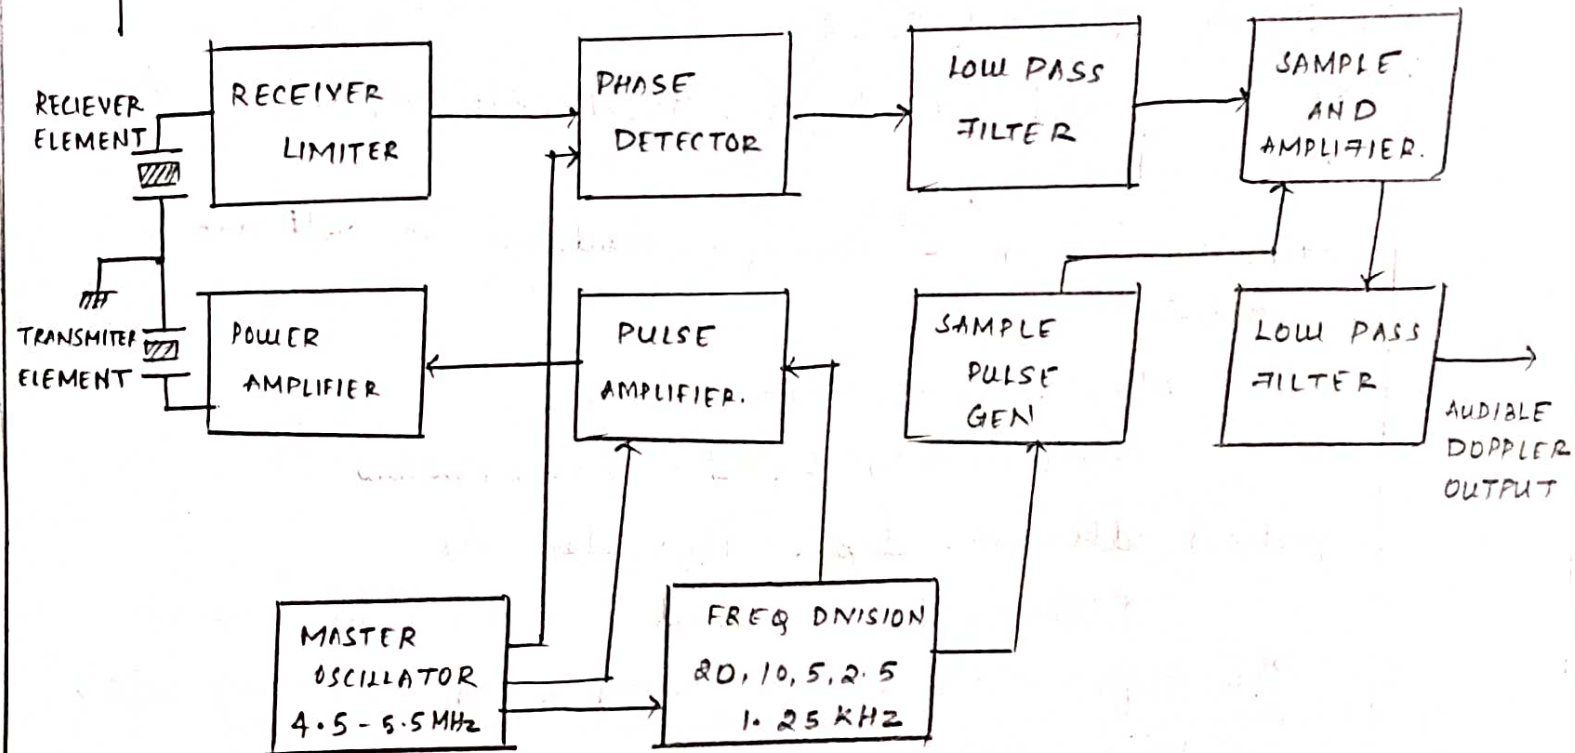 RECIEVER
ELEMENT
RECEIVER
LIMITER
PHASE
DETECTOR
LOW PASS
FILTER
SAMPLE
AND
AMPLIFIER.
TRANSMITER
ELEMENT
POWER
AMPLIFIER
PULSE
AMPLIFIER.
SAMPLE
PULSE
GEN
LOW PASS
FILTER
AUDIBLE
DOPPLER
OUTPUT
MASTER
OSCILLATOR
4.5-5.5 MHz
FREQ DIVISION
20, 10, 5, 2.5
1.25 KHZ